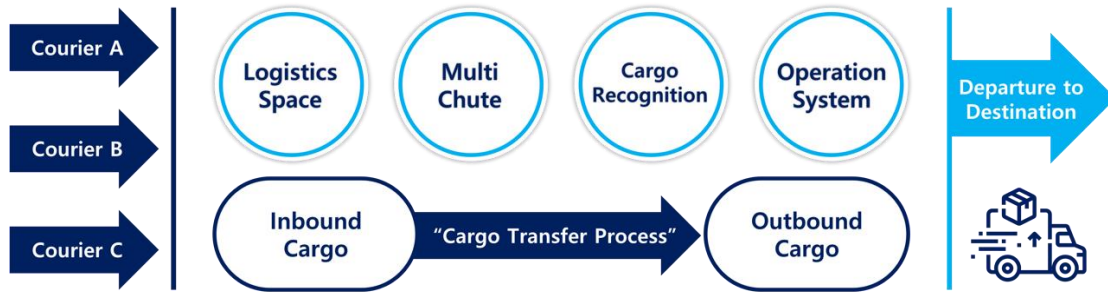 Courier A
Courier B
Courier C
Logistics
Space
Multi
Chute
Cargo
Recognition
Operation
System
Inbound
Cargo
“Cargo Transfer Process”
Outbound
Cargo
Departure to
Destination